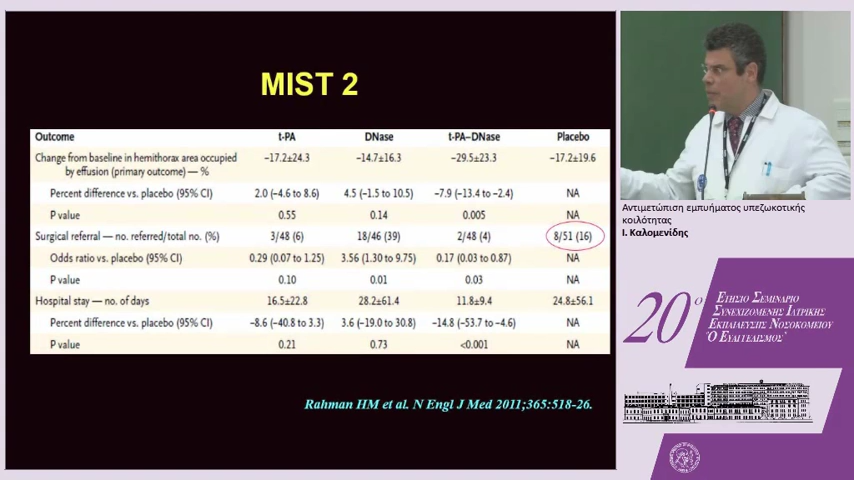 MIST 2
Outcome t-PA DNase t-PA–DNase Placebo
Change from baseline in hemithorax area occupied by effusion (primary outcome) — % −17.2±24.3 −14.7±16.3 −29.5±23.3 −17.2±19.6
Percent difference vs. placebo (95% CI) 2.0 (−4.6 to 8.6) 4.5 (−1.5 to 10.5) −7.9 (−13.4 to −2.4) NA
P value 0.55 0.14 0.005 NA
Surgical referral — no. referred/total no. (%) 3/48 (6) 18/46 (39) 2/48 (4) 8/51 (16)
Odds ratio vs. placebo (95% CI) 0.29 (0.07 to 1.25) 3.56 (1.30 to 9.75) 0.17 (0.03 to 0.87) NA
P value 0.10 0.01 0.03 NA
Hospital stay — no. of days 16.5±22.8 28.2±61.4 11.8±9.4 24.8±56.1
Percent difference vs. placebo (95% CI) −8.6 (−40.8 to 3.3) 3.6 (−19.0 to 30.8) −14.8 (−53.7 to −4.6) NA
P value 0.21 0.73 <0.001 NA
Rahman HM et al. N Engl J Med 2011;365:518-26.
Αντιμετώπιση εμπυήματος υπεζωκοτικής
κοιλότητας
Ι. Καλομενίδης
20ο
ΕΤΗΣΙΟ ΣΕΜΙΝΑΡΙΟ
ΣΥΝΕΧΙΖΟΜΕΝΗΣ ΙΑΤΡΙΚΗΣ
ΕΚΠΑΙΔΕΥΣΗΣ ΝΟΣΟΚΟΜΕΙΟΥ
'Ο ΕΥΑΓΓΕΛΙΣΜΟΣ'